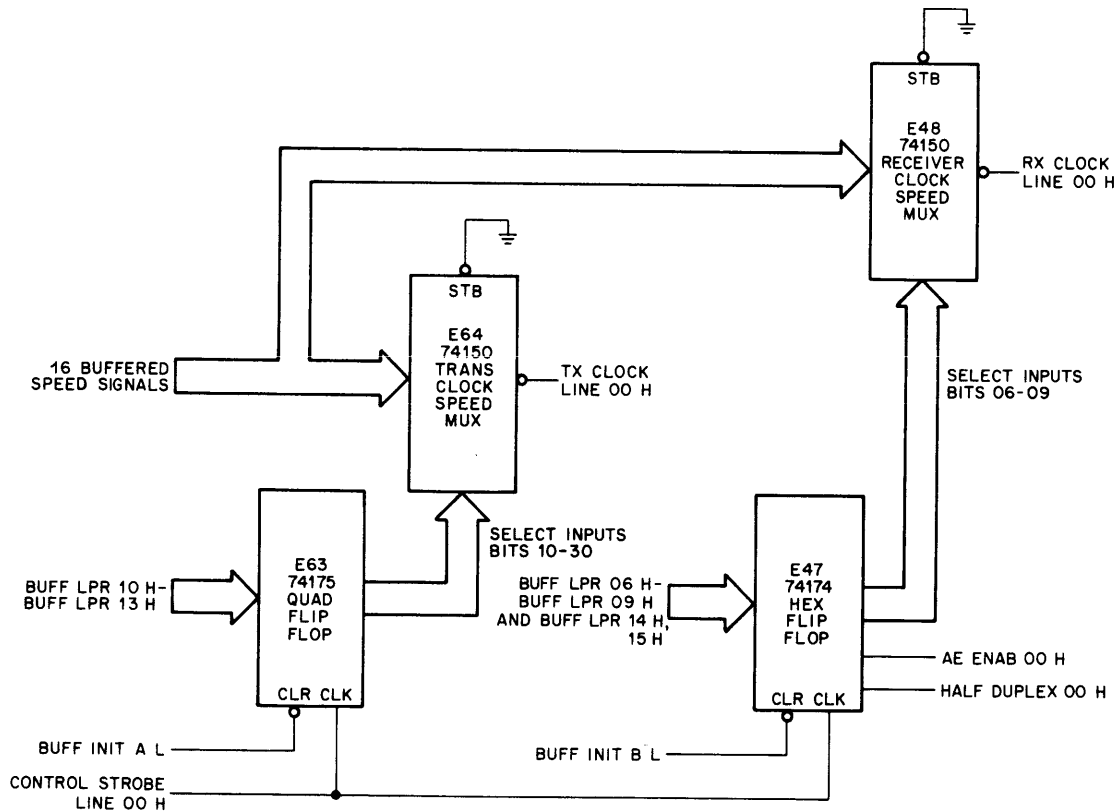 STB
E48
74150
RECEIVER
CLOCK
SPEED
MUX
RX CLOCK
LINE 00 H
STB
E64
74150
TRANS
CLOCK
SPEED
MUX
16 BUFFERED
SPEED SIGNALS
TX CLOCK
LINE 00 H
SELECT INPUTS
BITS 06-09
E63
74175
QUAD
FLIP
FLOP
CLR CLK
BUFF LPR 10 H-
BUFF LPR 13 H
SELECT INPUTS
BITS 10-30
BUFF LPR 06 H-
BUFF LPR 09 H
AND BUFF LPR 14 H,
15 H
E47
74174
HEX
FLIP
FLOP
CLR CLK
AE ENAB 00 H
HALF DUPLEX 00 H
BUFF INIT A L
BUFF INIT B L
CONTROL STROBE
LINE 00 H